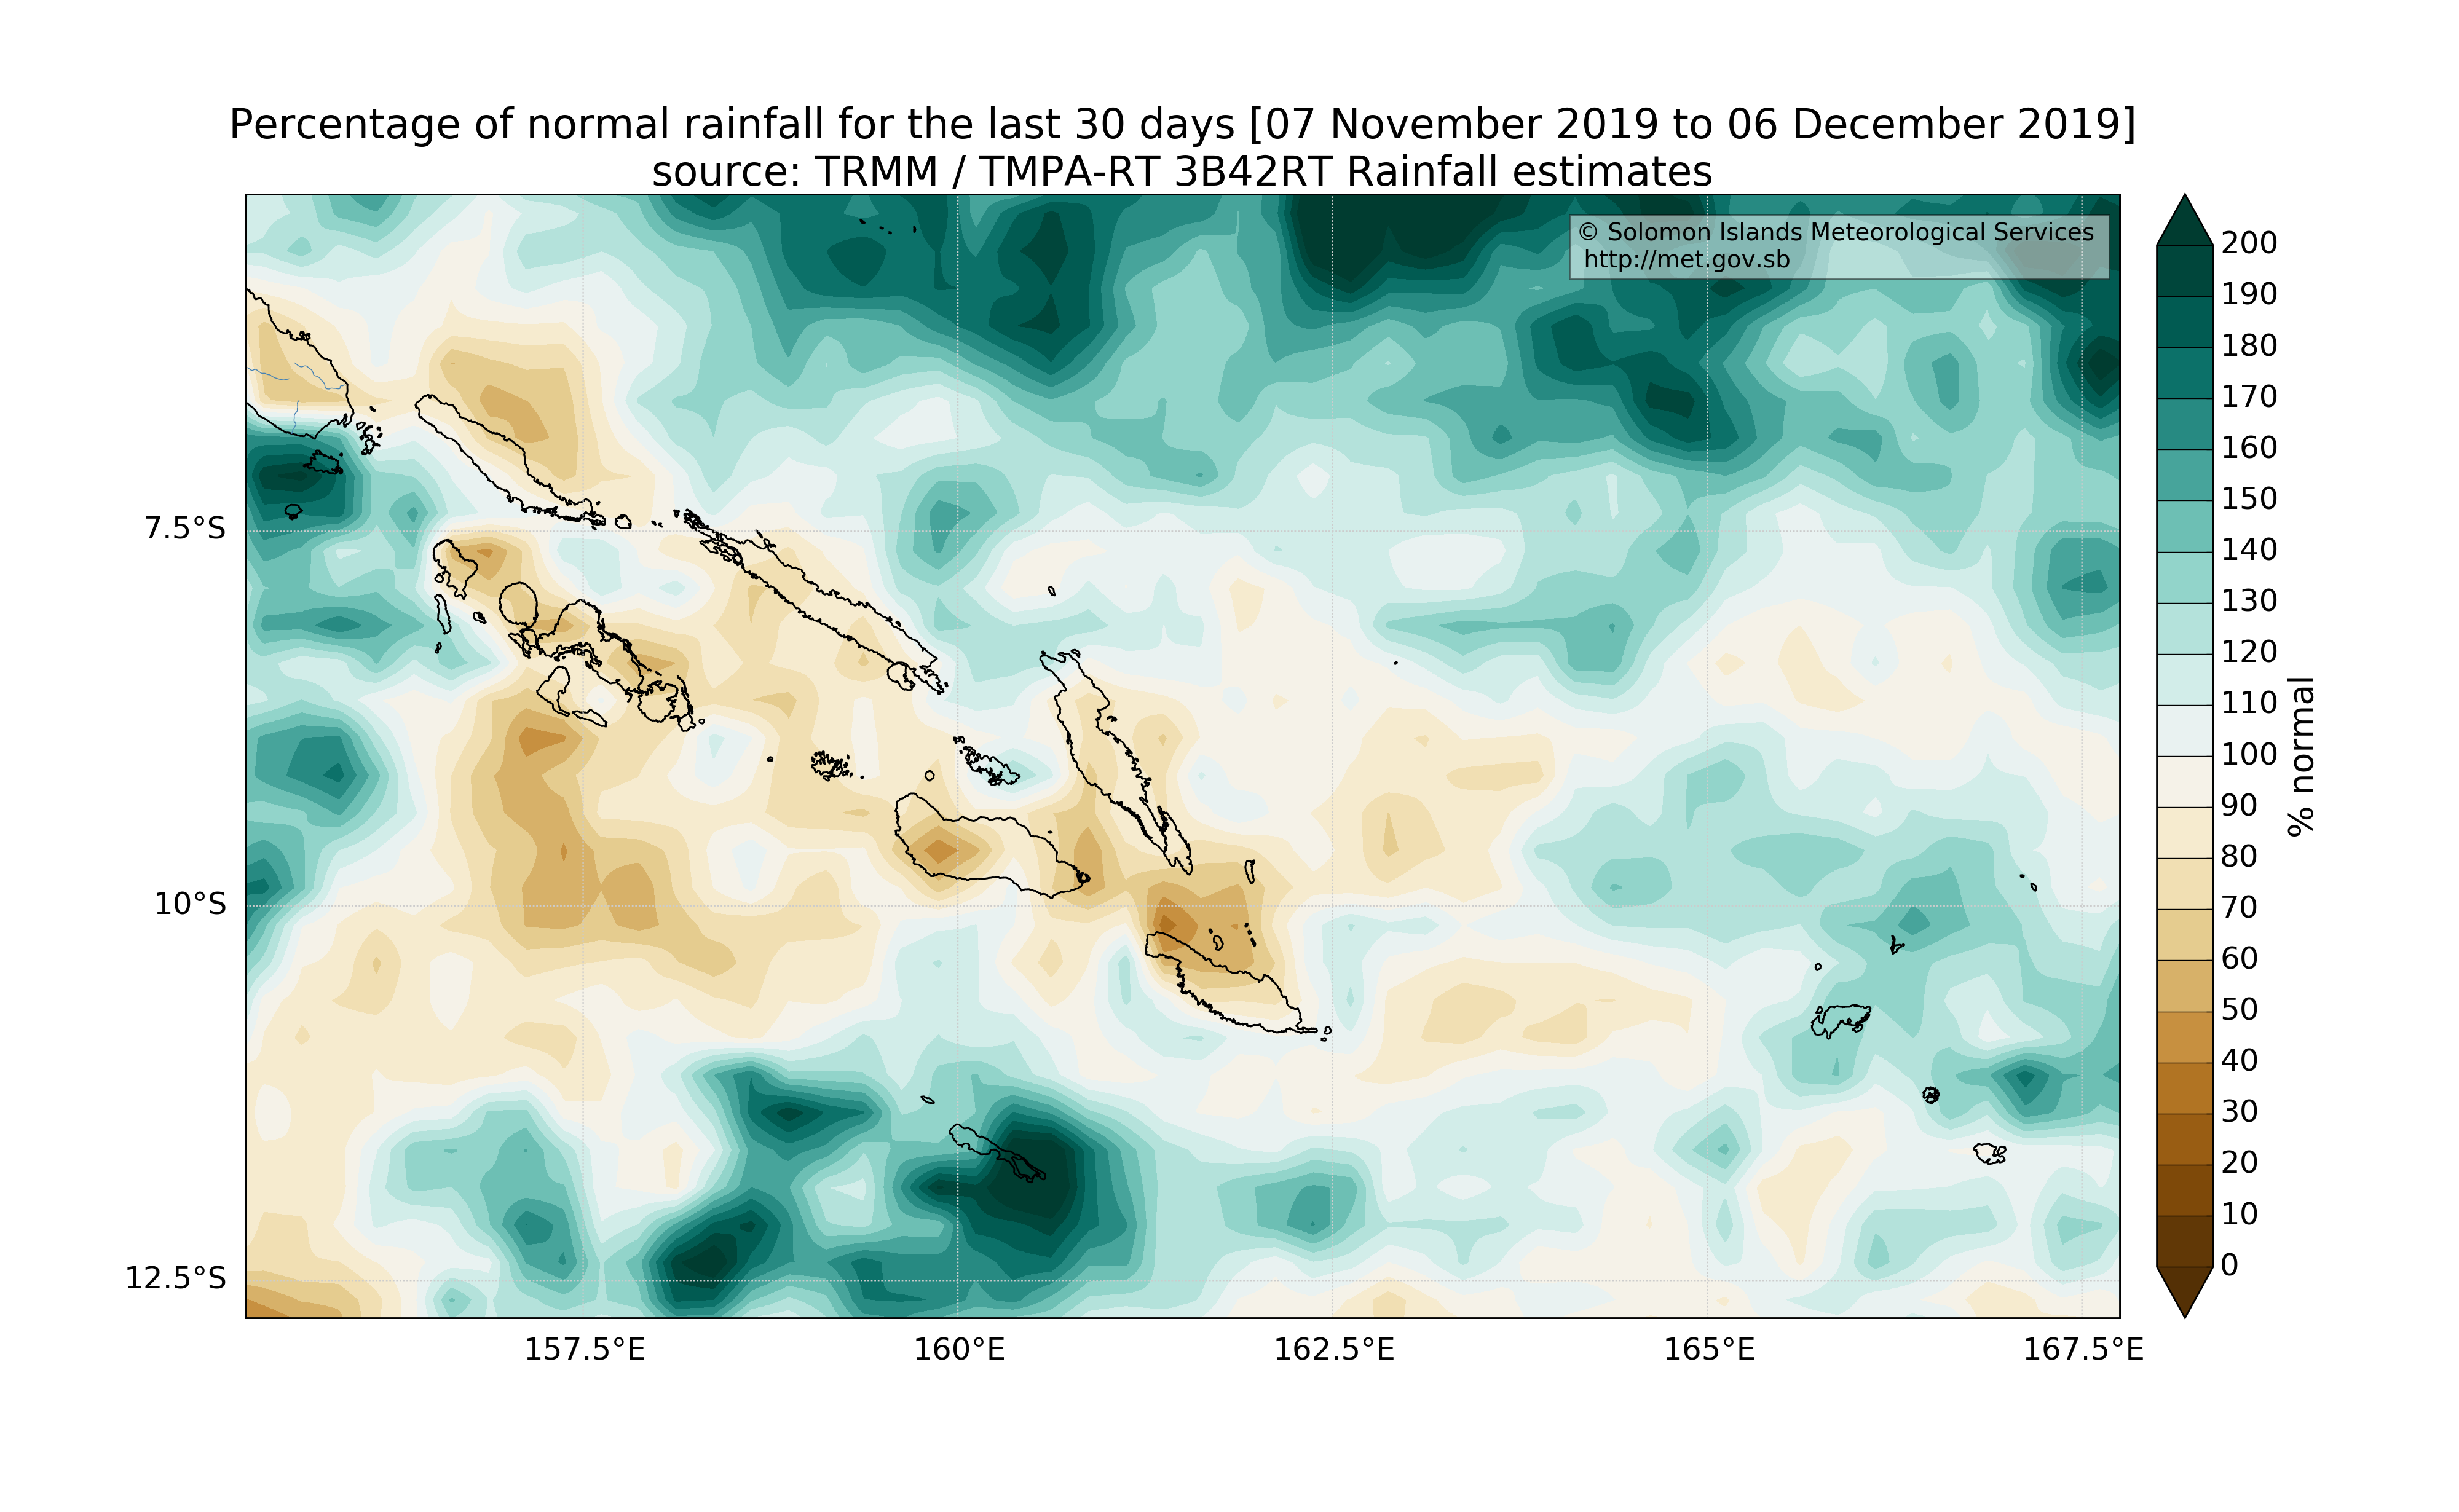 Percentage of normal rainfall for the last 30 days [07 November 2019 to 06 December 2019]
source: TRMM / TMPA-RT 3B42RT Rainfall estimates
© Solomon Islands Meteorological Services
http://met.gov.sb
7.5°S
10°S
12.5°S
157.5°E
160°E
162.5°E
165°E
167.5°E
200
190
180
170
160
150
140
130
120
110
100
90
80
70
60
50
40
30
20
10
0
% normal